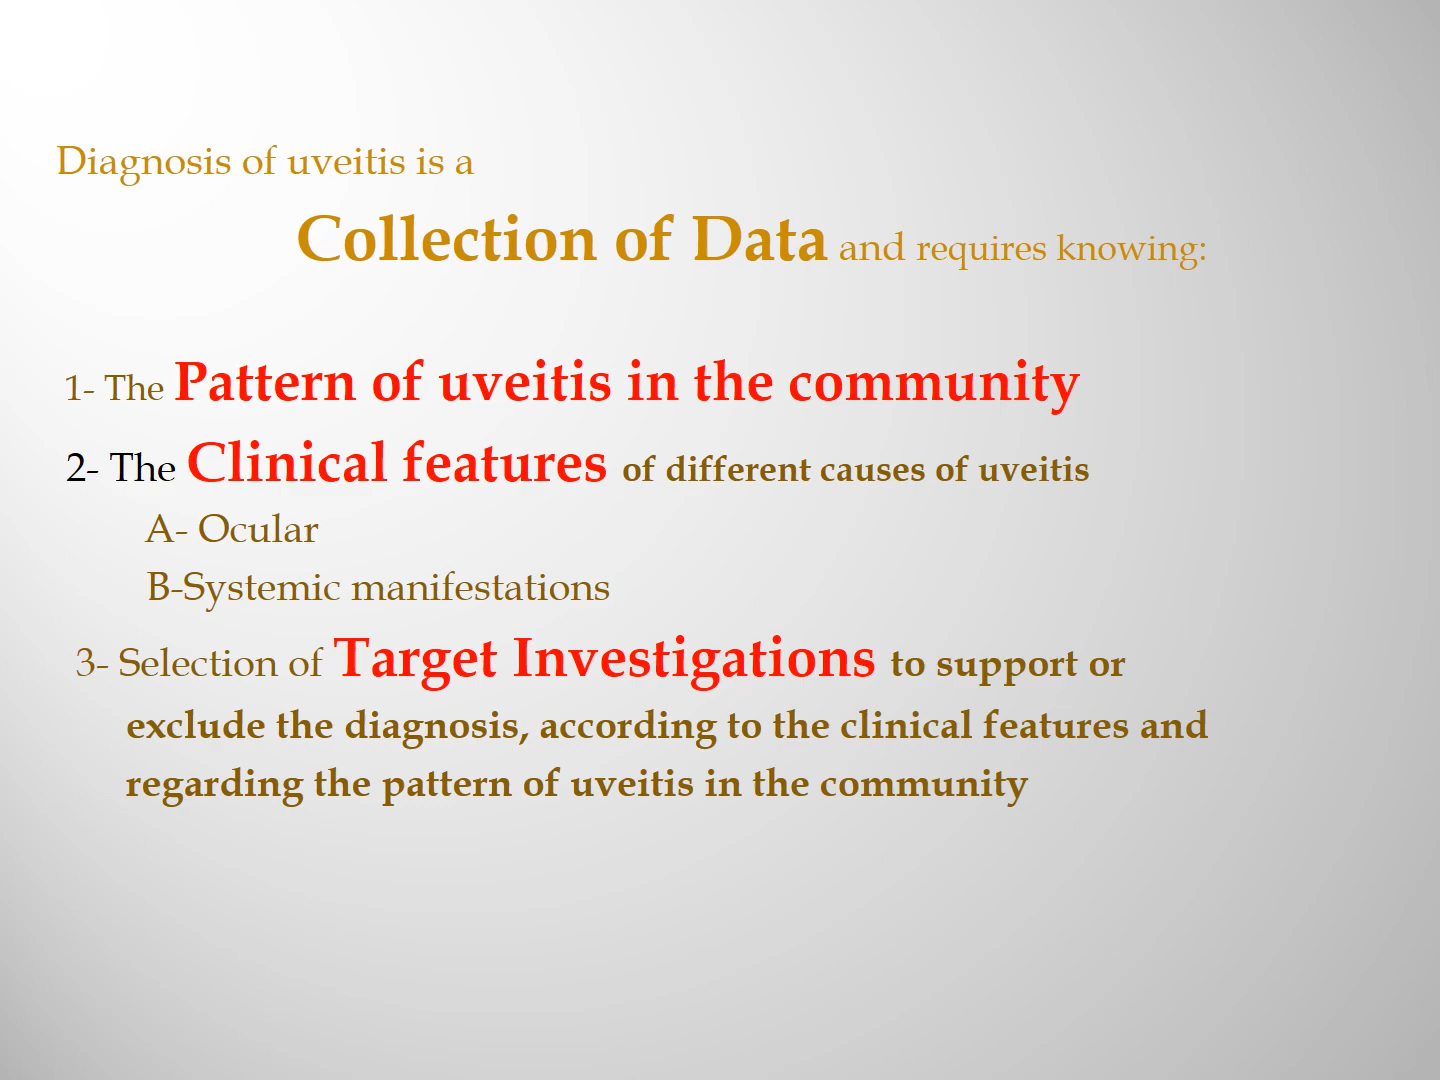 Diagnosis of uveitis is a
Collection of Data and requires knowing:
1- The Pattern of uveitis in the community
2- The Clinical features of different causes of uveitis
A- Ocular
B-Systemic manifestations
3- Selection of Target Investigations to support or
exclude the diagnosis, according to the clinical features and
regarding the pattern of uveitis in the community